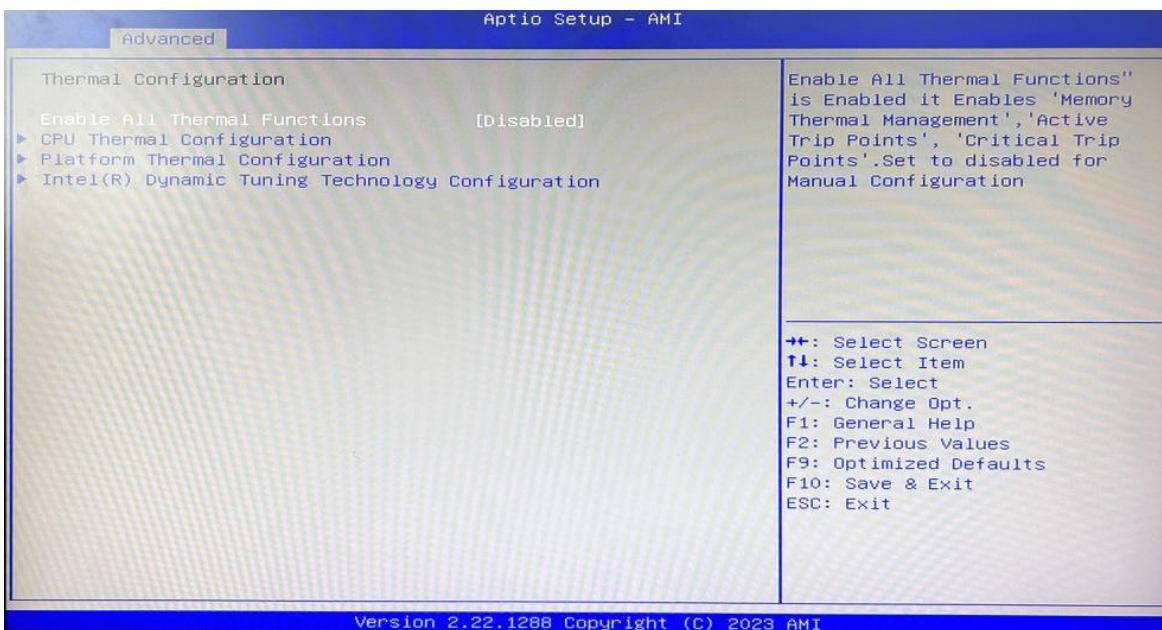 Aptio Setup - AMI
Advanced
Thermal Configuration
Enable All Thermal Functions [Disabled]
▶ CPU Thermal Configuration
▶ Platform Thermal Configuration
▶ Intel(R) Dynamic Tuning Technology Configuration
Enable All Thermal Functions"
is Enabled it Enables 'Memory
Thermal Management','Active
Trip Points', 'Critical Trip
Points'.Set to disabled for
Manual Configuration
→←: Select Screen
↑↓: Select Item
Enter: Select
+/-: Change Opt.
F1: General Help
F2: Previous Values
F9: Optimized Defaults
F10: Save & Exit
ESC: Exit
Version 2.22.1288 Copyright (C) 2023 AMI